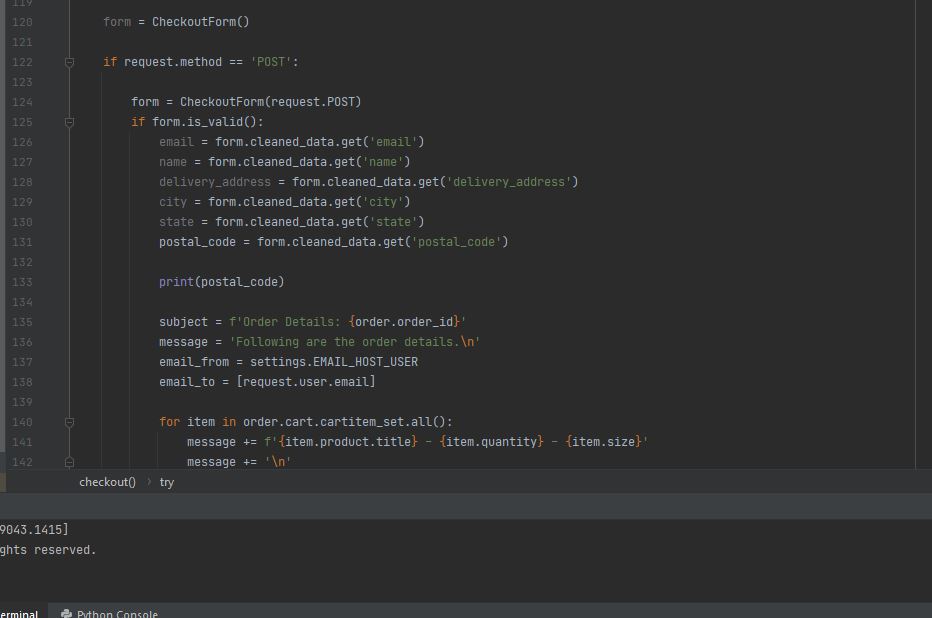 119
120 form = CheckoutForm()
121
122 if request.method == 'POST':
123
124 form = CheckoutForm(request.POST)
125 if form.is_valid():
126 email = form.cleaned_data.get('email')
127 name = form.cleaned_data.get('name')
128 delivery_address = form.cleaned_data.get('delivery_address')
129 city = form.cleaned_data.get('city')
130 state = form.cleaned_data.get('state')
131 postal_code = form.cleaned_data.get('postal_code')
132
133 print(postal_code)
134
135 subject = f'Order Details: {order.order_id}'
136 message = 'Following are the order details.\n'
137 email_from = settings.EMAIL_HOST_USER
138 email_to = [request.user.email]
139
140 for item in order.cart.cartitem_set.all():
141 message += f'{item.product.title} - {item.quantity} - {item.size}'
142 message += '\n'
checkout() › try
9043.1415]
ghts reserved.
erminal Python Console